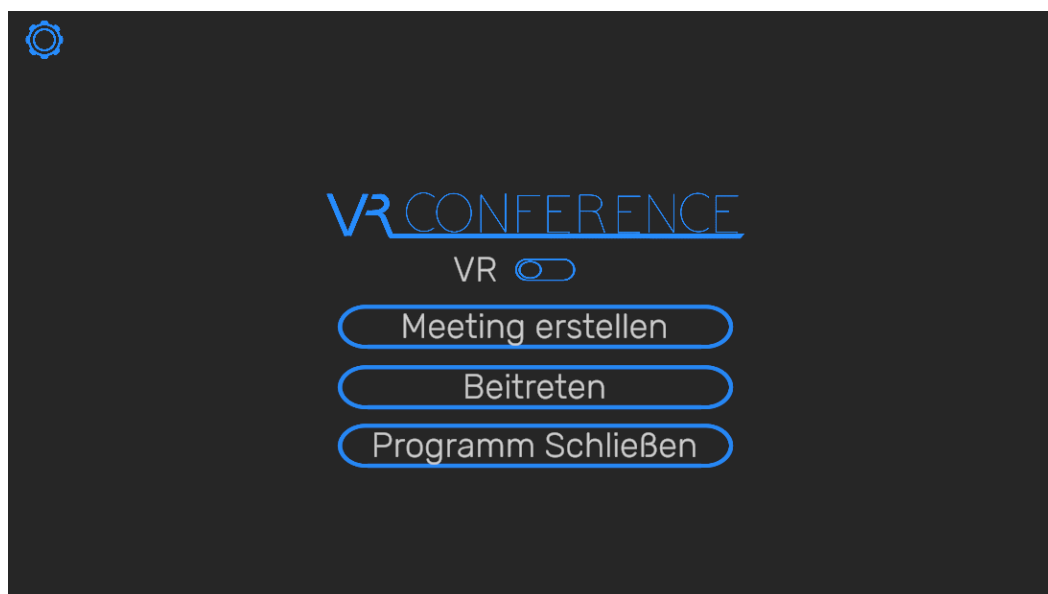 VR CONFERENCE
VR
Meeting erstellen
Beitreten
Programm Schließen